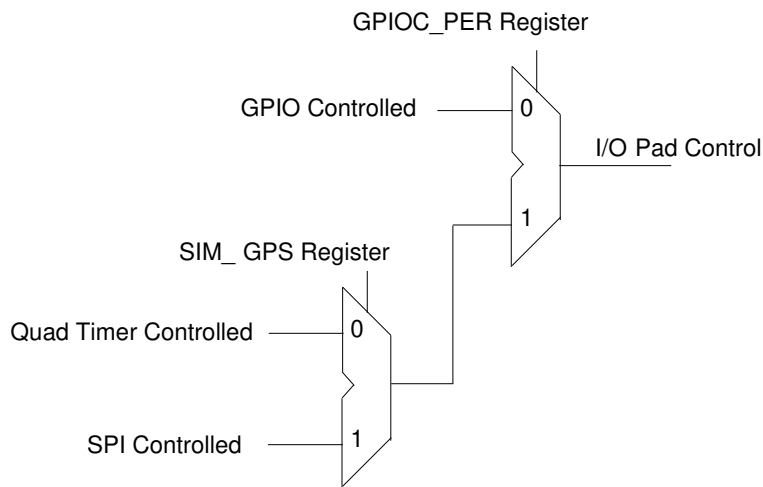 GPIOC_PER Register
GPIO Controlled
0
I/O Pad Control
1
SIM_ GPS Register
Quad Timer Controlled
0
SPI Controlled
1